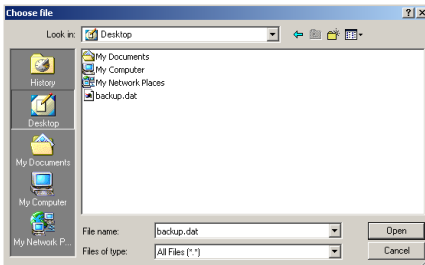 Choose file
Look in: Desktop
History
Desktop
My Documents
My Computer
My Network P...
My Documents
My Computer
My Network Places
backup.dat
File name: backup.dat Open
Files of type: All Files (*.*) Cancel